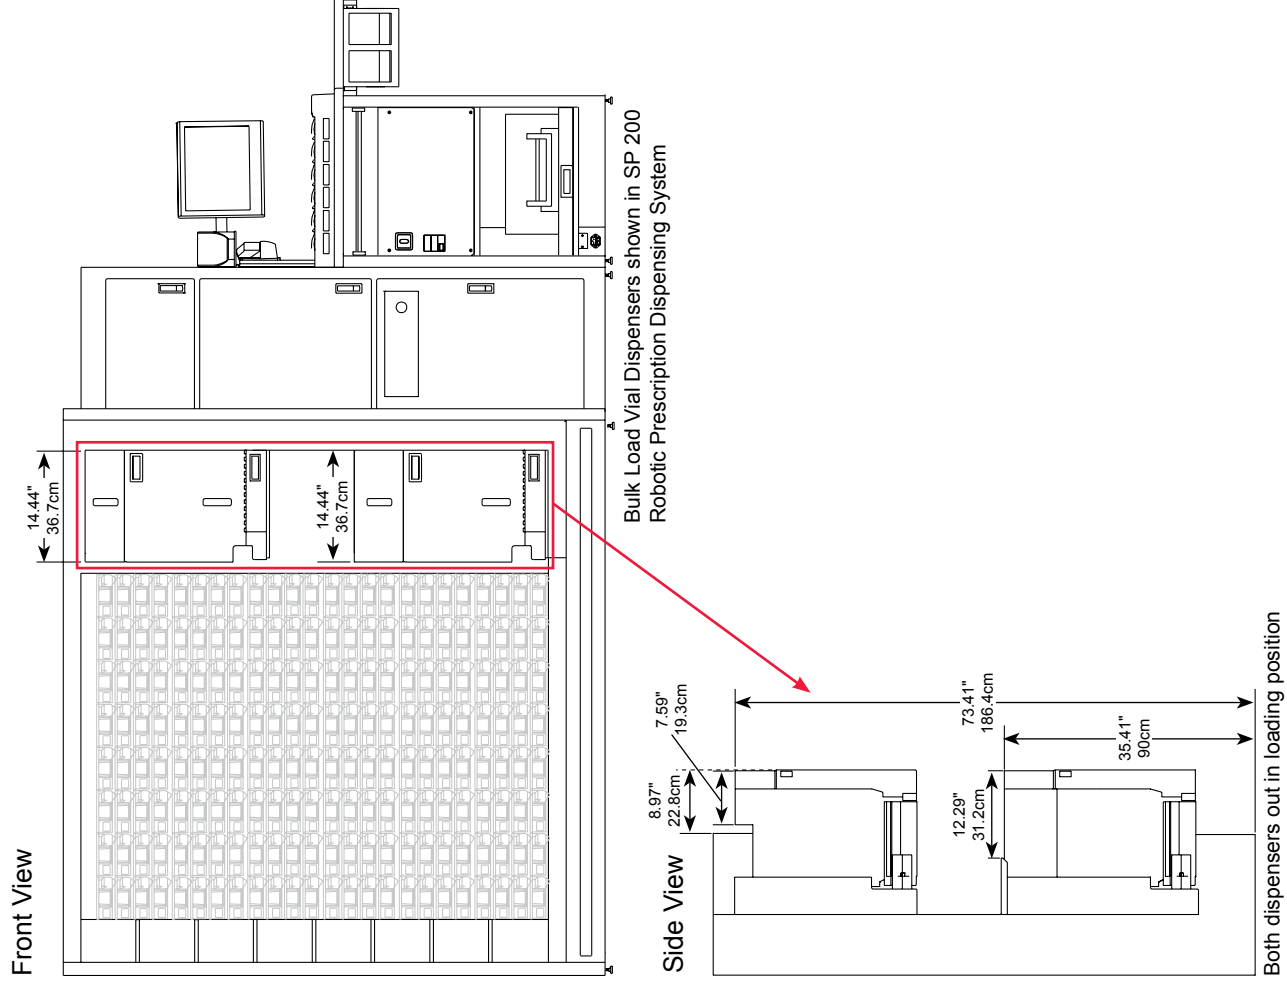 Front View
14.44"
36.7cm
14.44"
36.7cm
Bulk Load Vial Dispensers shown in SP 200
Robotic Prescription Dispensing System
Side View
8.97"
22.8cm
7.59"
19.3cm
12.29"
31.2cm
73.41"
186.4cm
35.41"
90cm
Both dispensers out in loading position